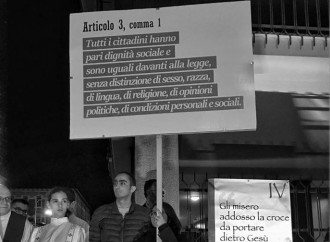 Articolo 3, comma 1
Tutti i cittadini hanno
pari dignità sociale e
sono uguali davanti alla legge,
senza distinzione di sesso, razza,
di lingua, di religione, di opinioni
politiche, di condizioni personali e sociali.
IV
Gli misero
addosso la croce
da portare
dietro Gesù